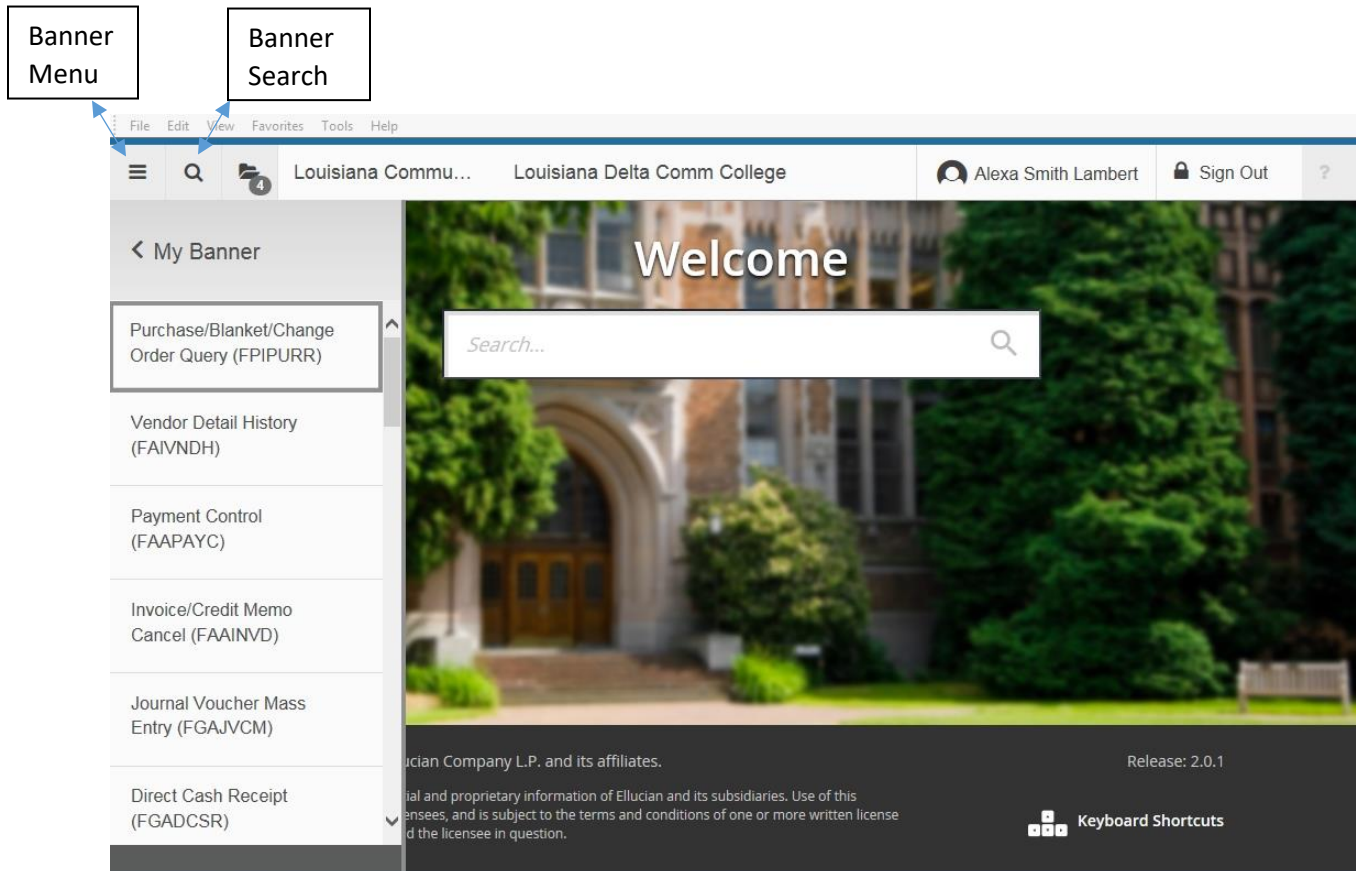 Banner
Menu
Banner
Search
File Edit View Favorites Tools Help
4
Louisiana Commu...
Louisiana Delta Comm College
Alexa Smith Lambert
Sign Out
?
My Banner
Purchase/Blanket/Change
Order Query (FPIPURR)
Vendor Detail History
(FAIVNDH)
Payment Control
(FAAPAYC)
Invoice/Credit Memo
Cancel (FAAINVD)
Journal Voucher Mass
Entry (FGAJVCM)
Direct Cash Receipt
(FGADCSR)
Welcome
Search...
Company L.P. and its affiliates.
and proprietary information of Ellucian and its subsidiaries. Use of this
and is subject to the terms and conditions of one or more written license
the licensee in question.
Release: 2.0.1
Keyboard Shortcuts